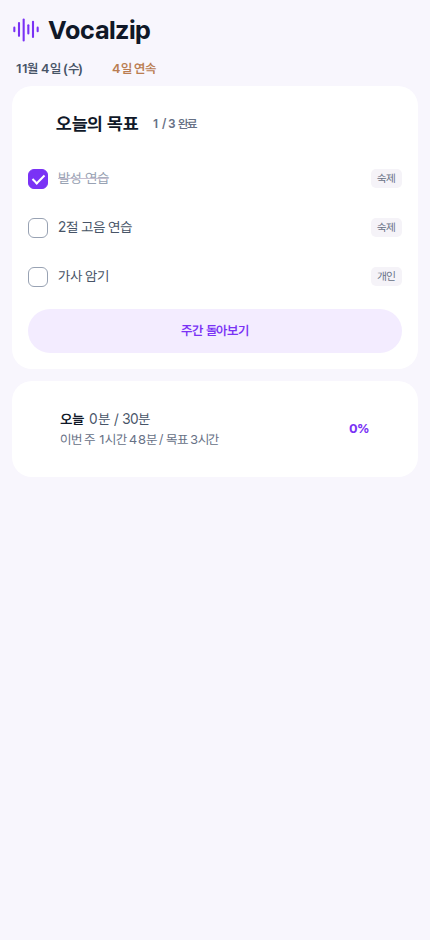 Vocalzip
11월 4일 (수) 4일 연속
오늘의 목표 1 / 3 완료
발성 연습 숙제
2절 고음 연습 숙제
가사 암기 개인
주간 돌아보기
오늘 0분 / 30분
이번 주 1시간 48분 / 목표 3시간
0%